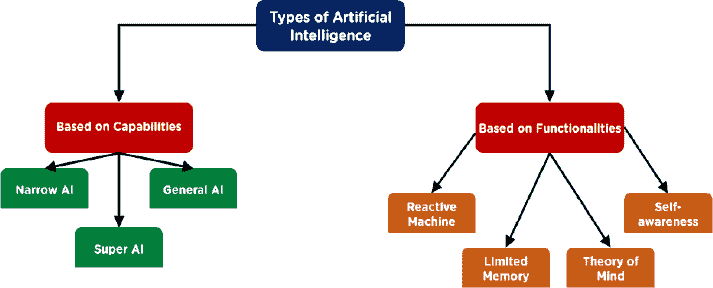 Types of Artificial
Intelligence
Based on Capabilities
Based on Functionalities
Narrow AI
General AI
Super AI
Reactive
Machine
Limited
Memory
Theory of
Mind
Self-
awareness